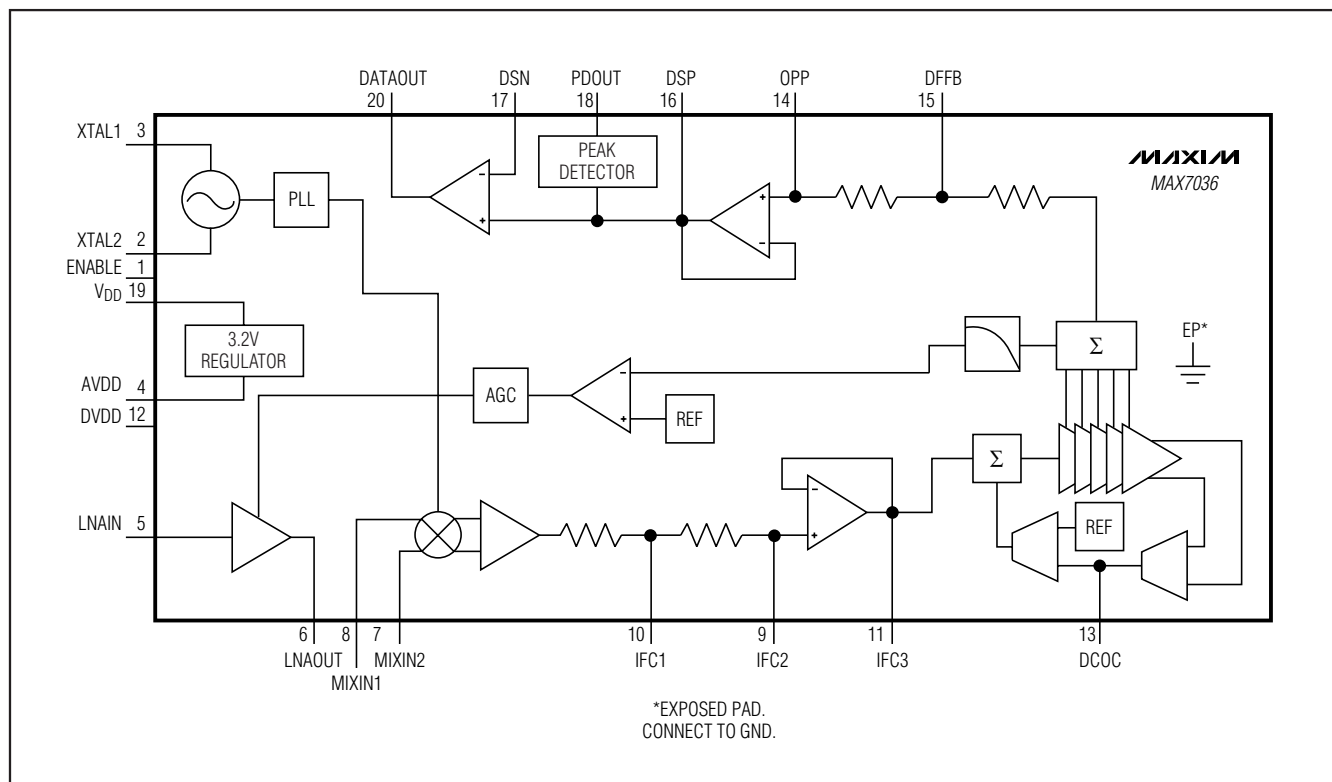 DATAOUT DSN PDOUT DSP OPP DFFB
20 17 18 16 14 15
XTAL1 3
MAXIM
MAX7036
PEAK
DETECTOR
- +
+ -
PLL
XTAL2 2
ENABLE 1
VDD 19
3.2V
REGULATOR
Σ
EP*
AVDD 4
DVDD 12
AGC
- +
REF
Σ
LNAIN 5
- +
REF
6 8 7 10 9 11 13
LNAOUT MIXIN2 IFC1 IFC2 IFC3 DCOC
MIXIN1
*EXPOSED PAD.
CONNECT TO GND.